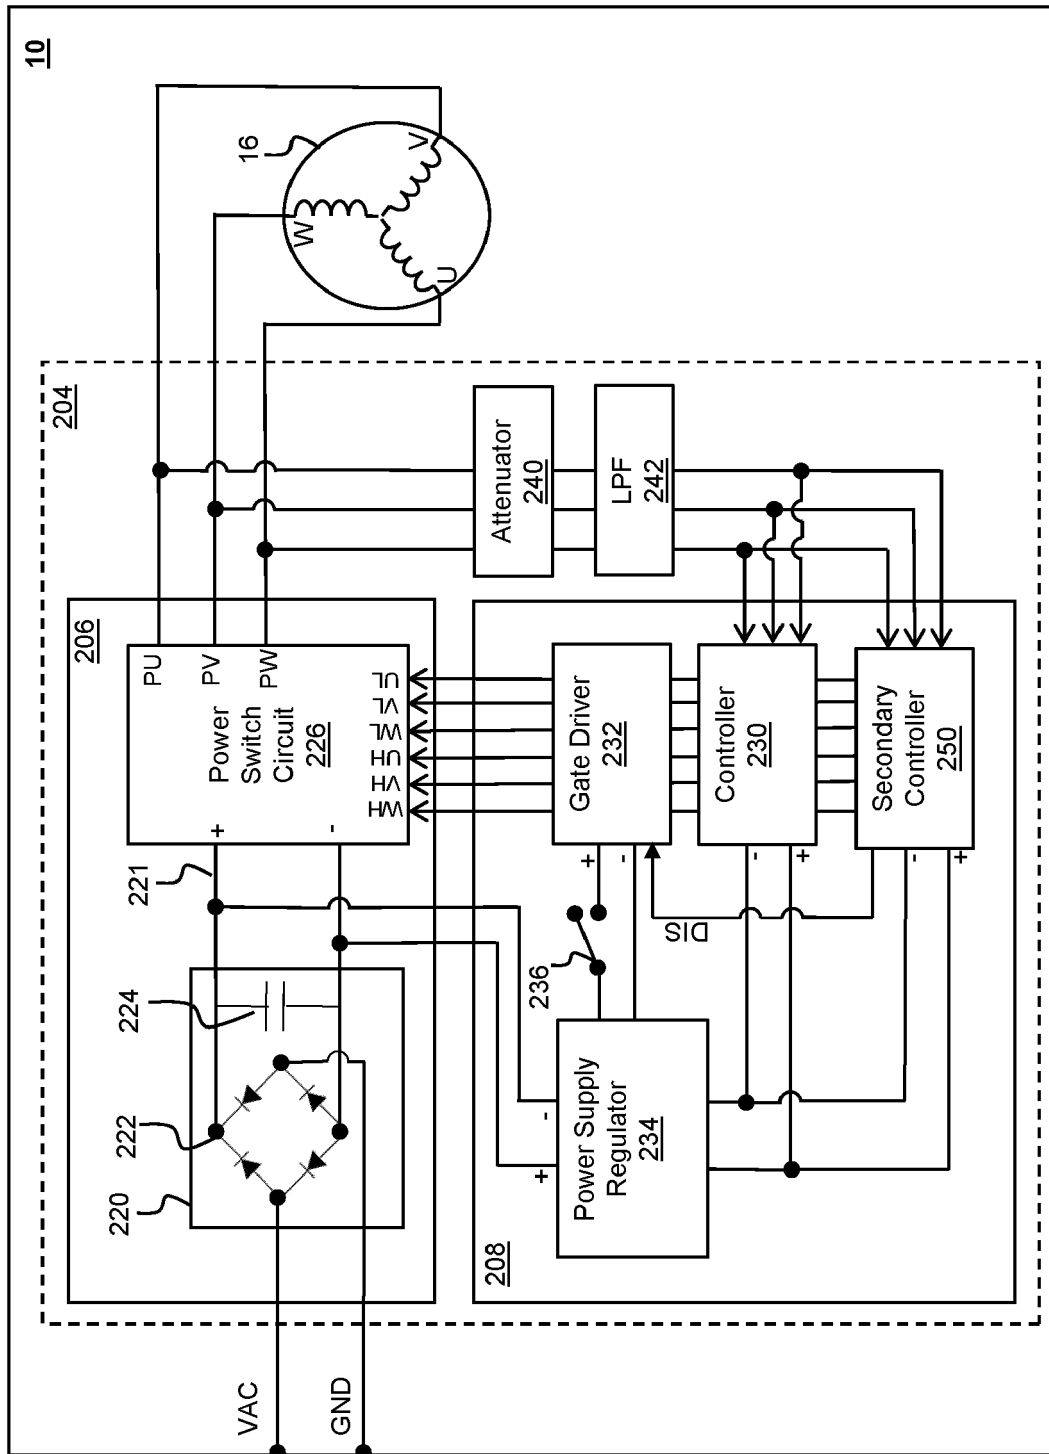 10
204
206
PU
PV
PW
Power
Switch
Circuit
226
+
-
UL
VL
WL
UH
VH
WH
221
224
222
220
16
W
V
U
VAC
GND
Attenuator
240
LPF
242
208
Gate Driver
232
+
-
236
DIS
Controller
230
-
+
Secondary
Controller
250
-
+
Power Supply
Regulator
234
-
+